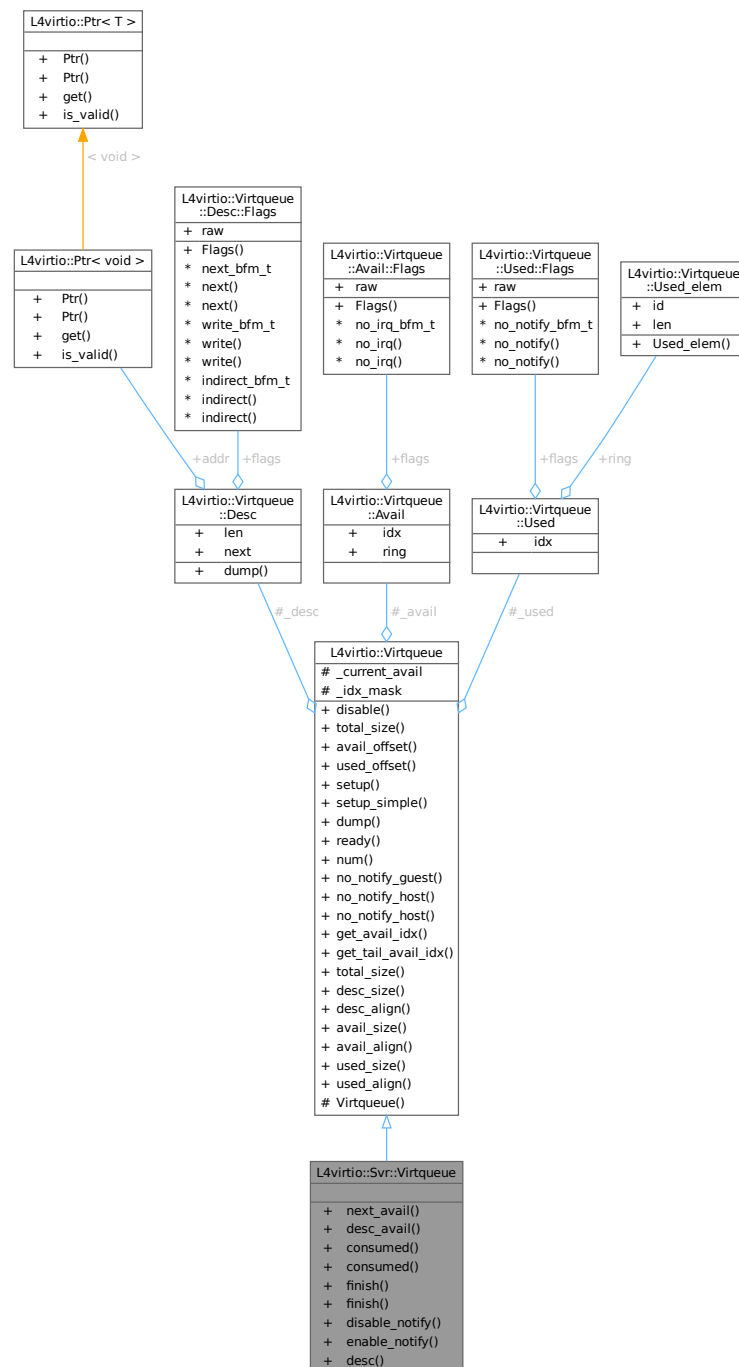 L4virtio::Ptr< T >
+ Ptr()
+ Ptr()
+ get()
+ is_valid()
< void >
L4virtio::Ptr< void >
+ Ptr()
+ Ptr()
+ get()
+ is_valid()
L4virtio::Virtqueue
::Desc::Flags
+ raw
+ Flags()
* next_bfm_t
* next()
* next()
* write_bfm_t
* write()
* write()
* indirect_bfm_t
* indirect()
* indirect()
L4virtio::Virtqueue
::Avail::Flags
+ raw
+ Flags()
* no_irq_bfm_t
* no_irq()
* no_irq()
L4virtio::Virtqueue
::Used::Flags
+ raw
+ Flags()
* no_notify_bfm_t
* no_notify()
* no_notify()
L4virtio::Virtqueue
::Used_elem
+ id
+ len
+ Used_elem()
+addr
+flags
+flags
+flags
+ring
L4virtio::Virtqueue
::Desc
+ len
+ next
+ dump()
L4virtio::Virtqueue
::Avail
+ idx
+ ring
L4virtio::Virtqueue
::Used
+ idx
#_desc
#_avail
#_used
L4virtio::Virtqueue
# _current_avail
# _idx_mask
+ disable()
+ total_size()
+ avail_offset()
+ used_offset()
+ setup()
+ setup_simple()
+ dump()
+ ready()
+ num()
+ no_notify_guest()
+ no_notify_host()
+ no_notify_host()
+ get_avail_idx()
+ get_tail_avail_idx()
+ total_size()
+ desc_size()
+ desc_align()
+ avail_size()
+ avail_align()
+ used_size()
+ used_align()
# Virtqueue()
L4virtio::Svr::Virtqueue
+ next_avail()
+ desc_avail()
+ consumed()
+ consumed()
+ finish()
+ finish()
+ disable_notify()
+ enable_notify()
+ desc()